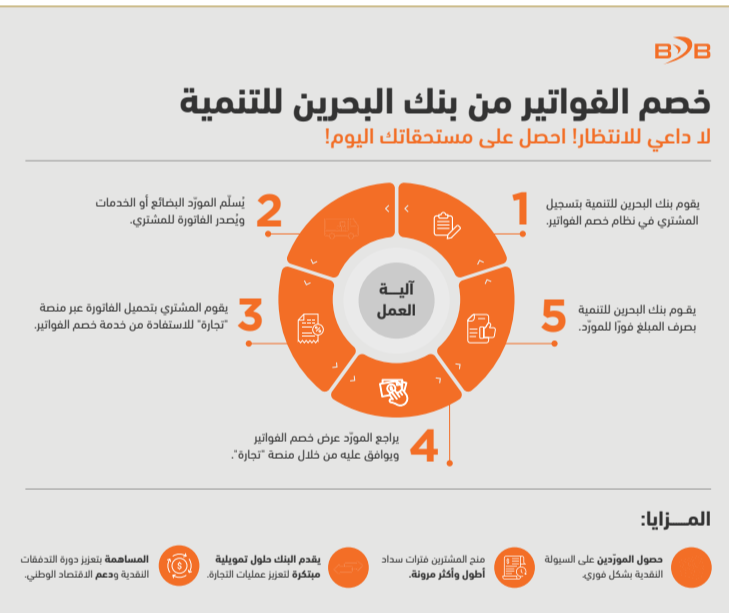 BDB
خصم الفواتير من بنك البحرين للتنمية
لا داعي للانتظار! احصل على مستحقاتك اليوم!
1
يقوم بنك البحرين للتنمية بتسجيل
المشتري في نظام خصم الفواتير.
2
يُسلّم المورّد البضائع أو الخدمات
ويُصدر الفاتورة للمشتري.
3
يقوم المشتري بتحميل الفاتورة عبر منصة
"تجارة" للاستفادة من خدمة خصم الفواتير.
4
يراجع المورّد عرض خصم الفواتير
ويوافق عليه من خلال منصة "تجارة".
5
يقـوم بنك البحرين للتنمية
بصرف المبلغ فورًا للمورّد.
آليـــة
العمل
المـــزايا:
حصول المورّدين على السيولة
النقدية بشكل فوري.
منح المشترين فترات سداد
أطول وأكثر مرونة.
يقدم البنك حلول تمويلية
مبتكرة لتعزيز عمليات التجارة.
المساهمة بتعزيز دورة التدفقات
النقدية ودعم الاقتصاد الوطني.